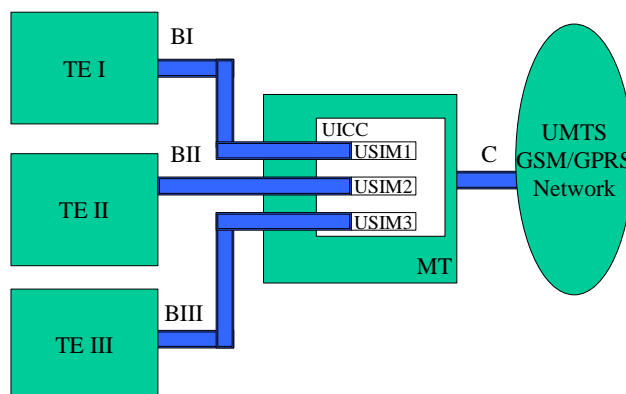 BI
TE I
UICC
USIM1
C
UMTS
GSM/GPRS
Network
BII
USIM2
TE II
USIM3
MT
BIII
TE III